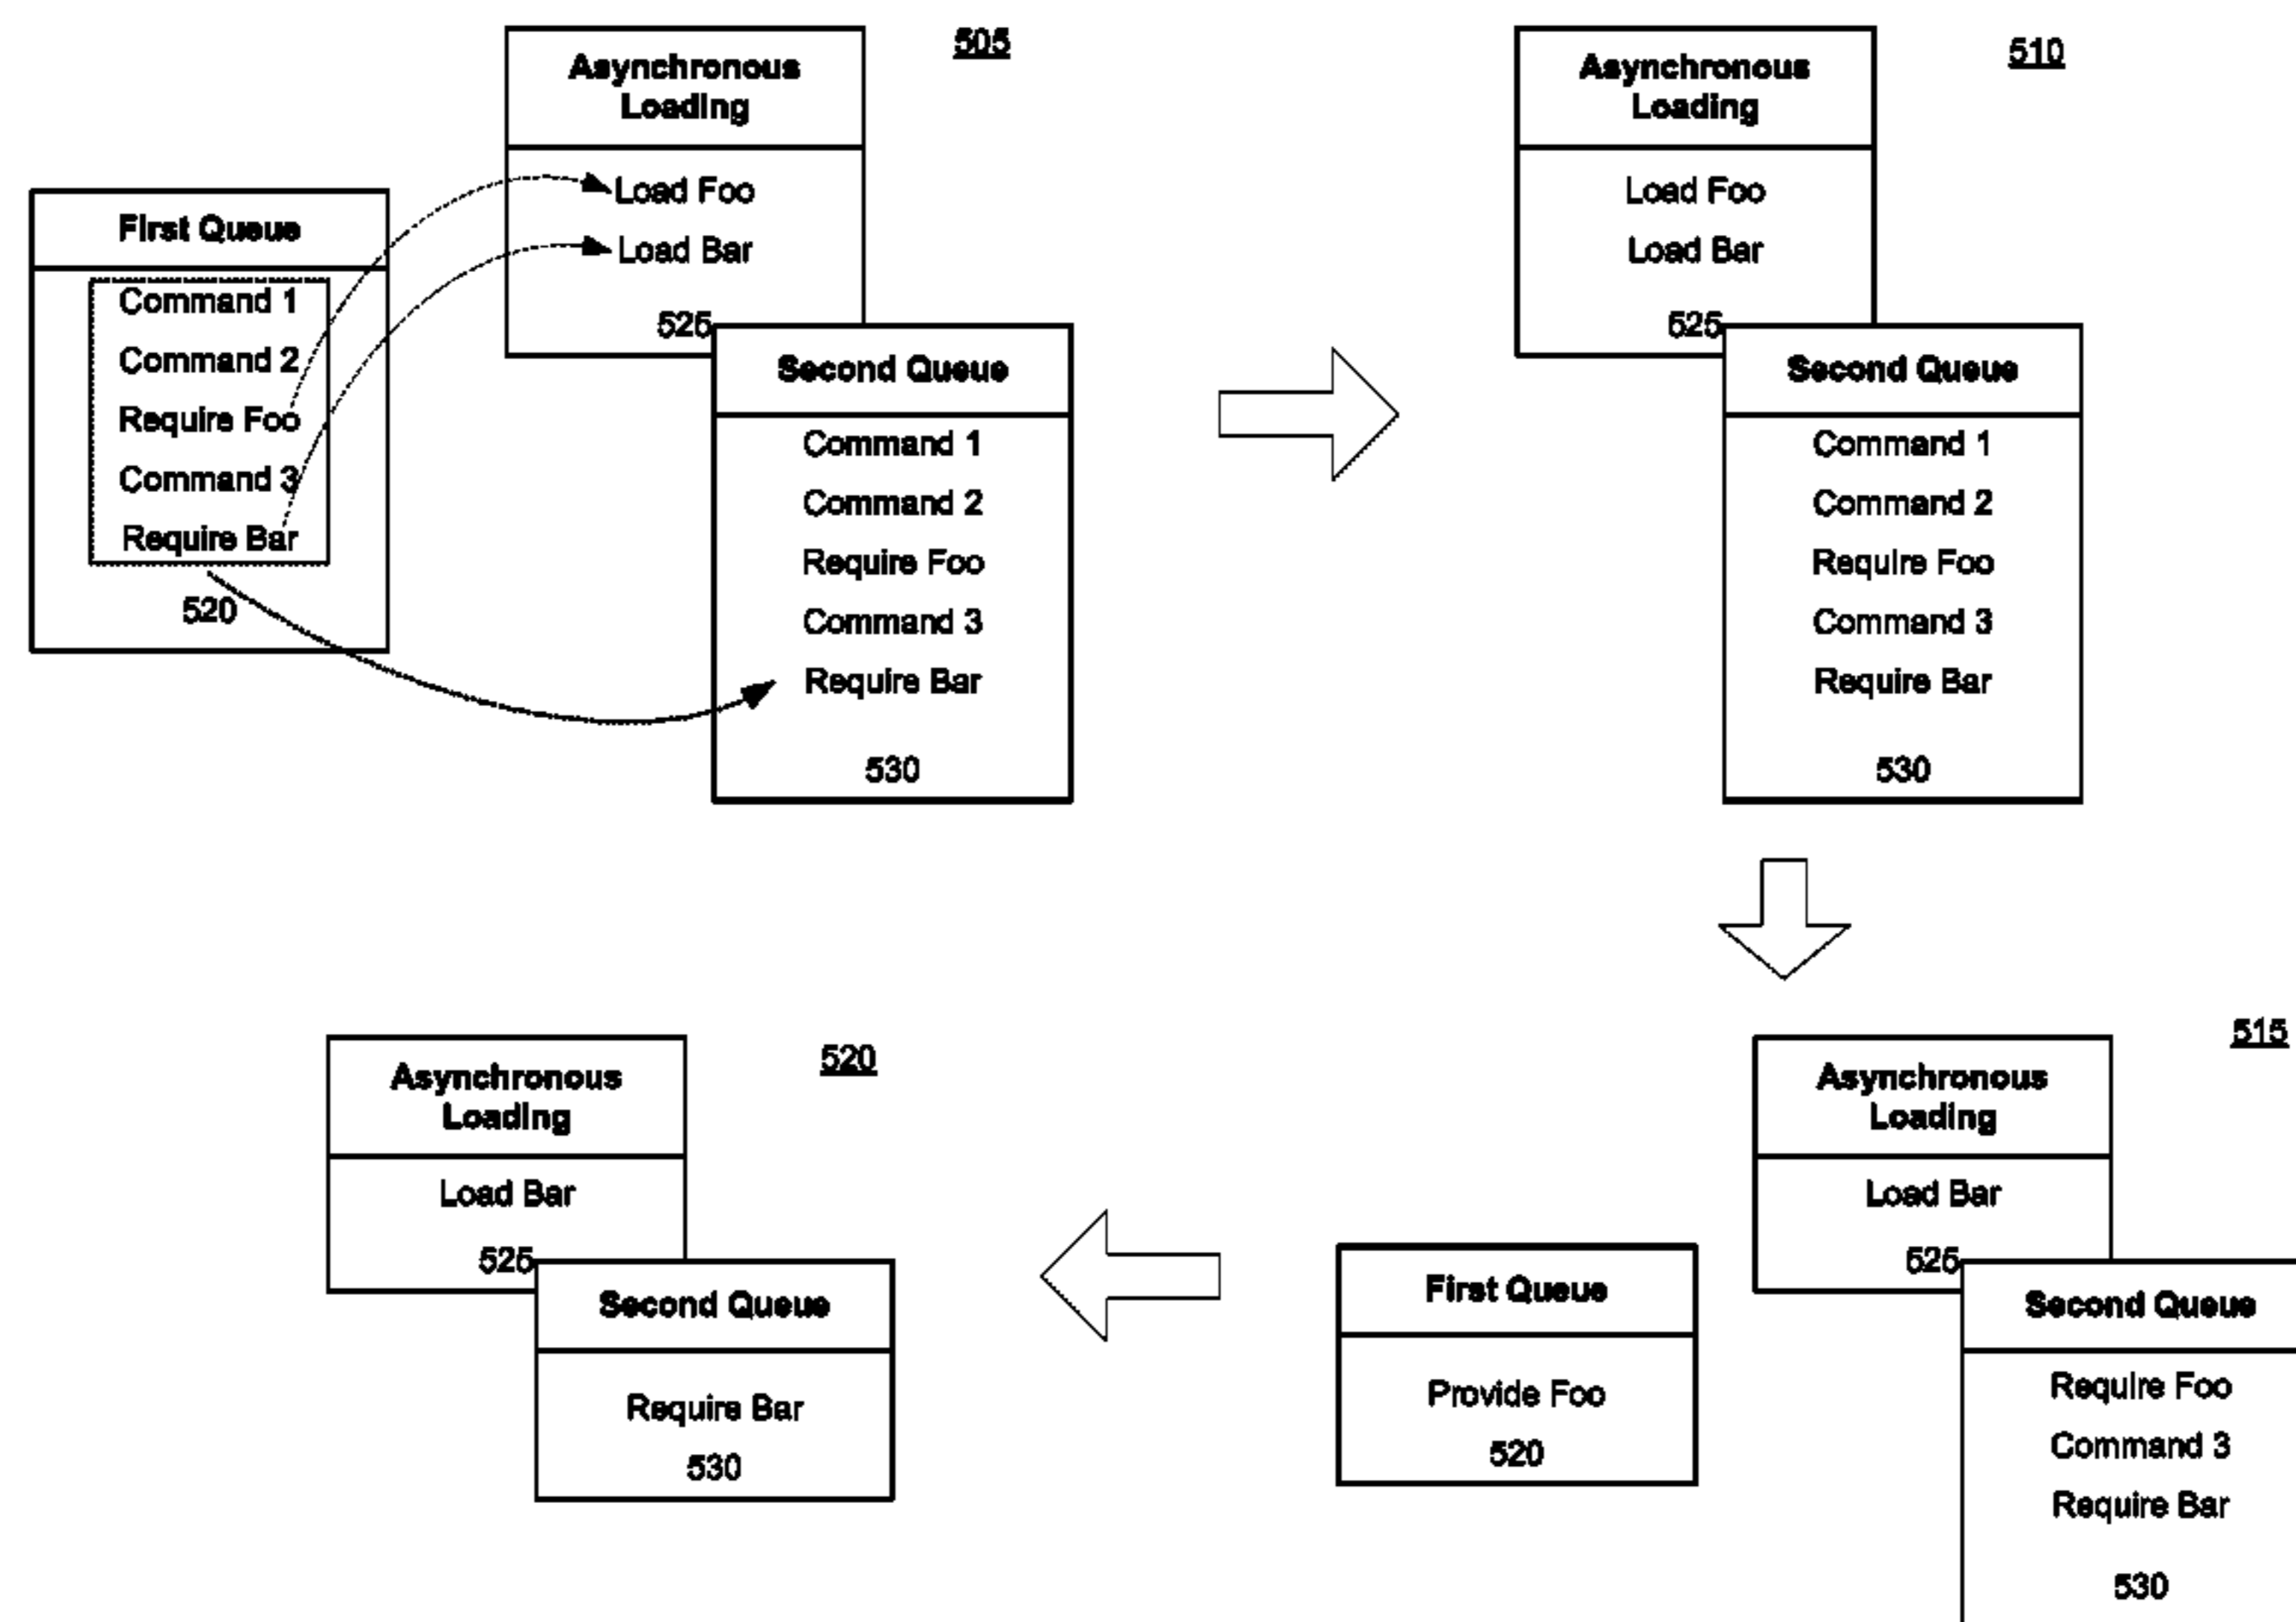 505
Asynchronous
Loading
Load Foo
Load Bar
525
First Queue
Command 1
Command 2
Require Foo
Command 3
Require Bar
520
Second Queue
Command 1
Command 2
Require Foo
Command 3
Require Bar
530
510
Asynchronous
Loading
Load Foo
Load Bar
525
Second Queue
Command 1
Command 2
Require Foo
Command 3
Require Bar
530
515
Asynchronous
Loading
Load Bar
525
Second Queue
Require Foo
Command 3
Require Bar
530
First Queue
Provide Foo
520
520
Asynchronous
Loading
Load Bar
525
Second Queue
Require Bar
530